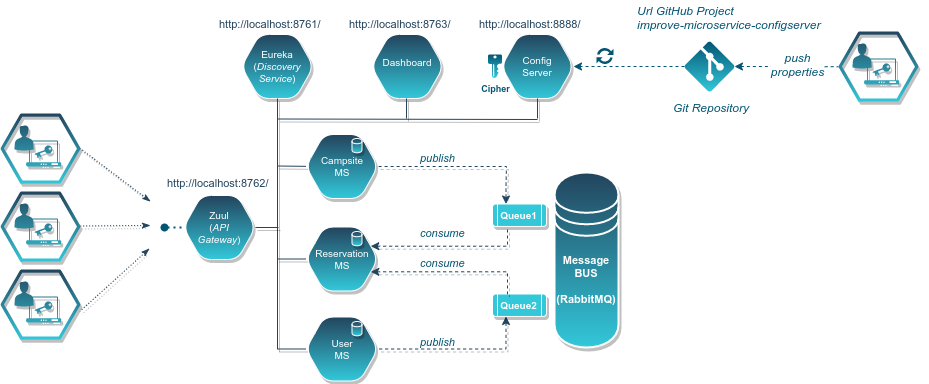 http://localhost:8761/
http://localhost:8763/
http://localhost:8888/
Url GitHub Project
improve-microservice-configserver
Eureka
(Discovery
Service)
Dashboard
Config
Server
Cipher
push
properties
Git Repository
Campsite
MS
publish
http://localhost:8762/
Zuul
(API
Gateway)
Queue1
consume
Reservation
MS
consume
Message
BUS
(RabbitMQ)
Queue2
User
MS
publish